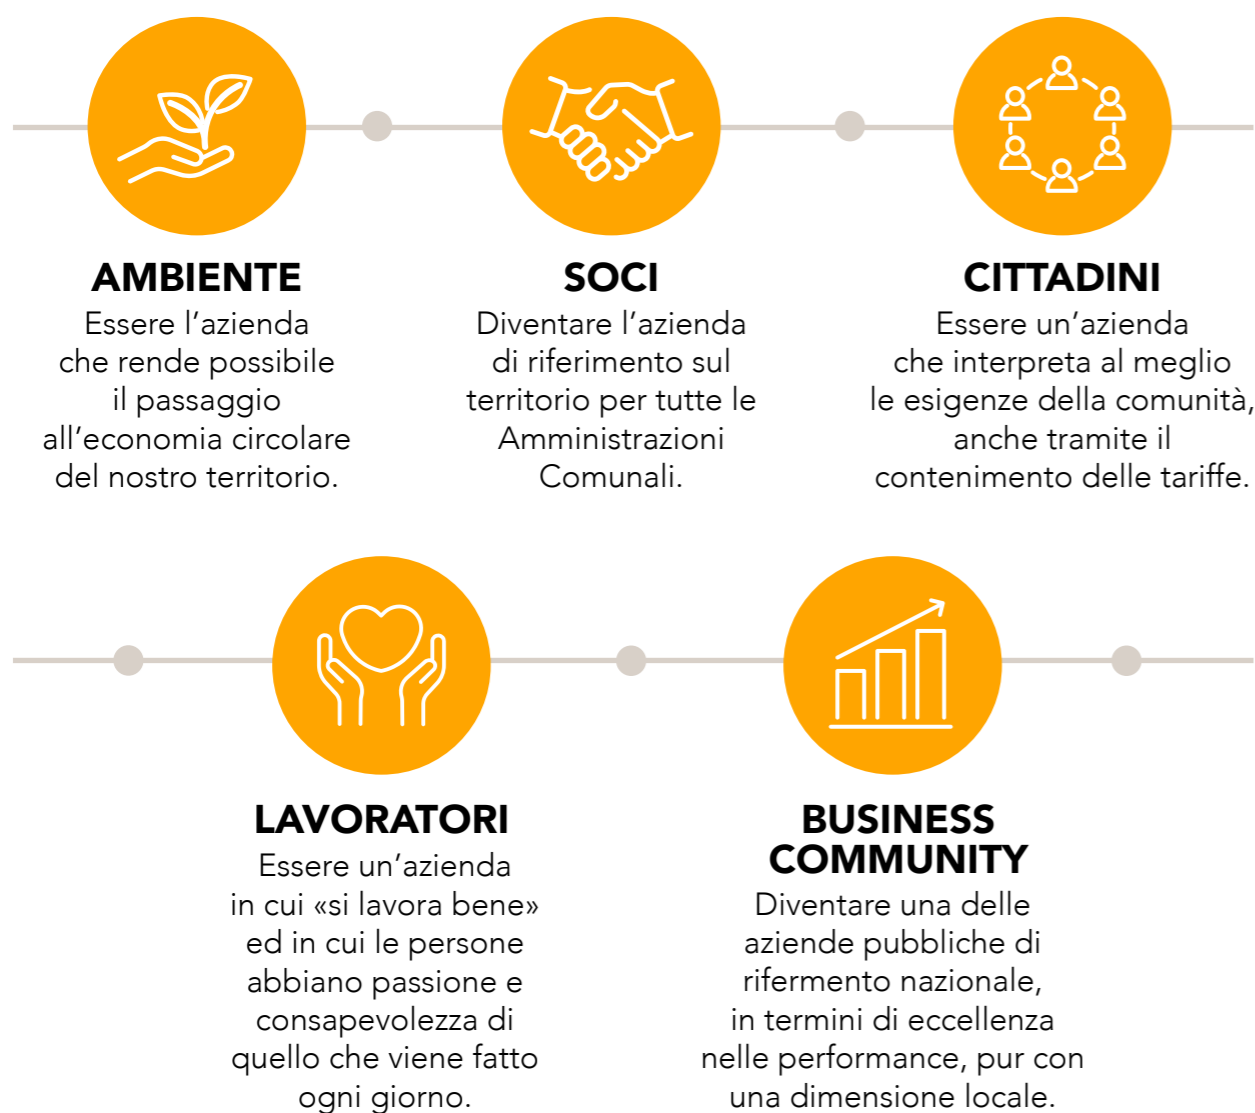 AMBIENTE
Essere l’azienda
che rende possibile
il passaggio
all’economia circolare
del nostro territorio.
SOCI
Diventare l’azienda
di riferimento sul
territorio per tutte le
Amministrazioni
Comunali.
CITTADINI
Essere un’azienda
che interpreta al meglio
le esigenze della comunità,
anche tramite il
contenimento delle tariffe.
LAVORATORI
Essere un’azienda
in cui «si lavora bene»
ed in cui le persone
abbiano passione e
consapevolezza di
quello che viene fatto
ogni giorno.
BUSINESS
COMMUNITY
Diventare una delle
aziende pubbliche di
rifermento nazionale,
in termini di eccellenza
nelle performance, pur con
una dimensione locale.